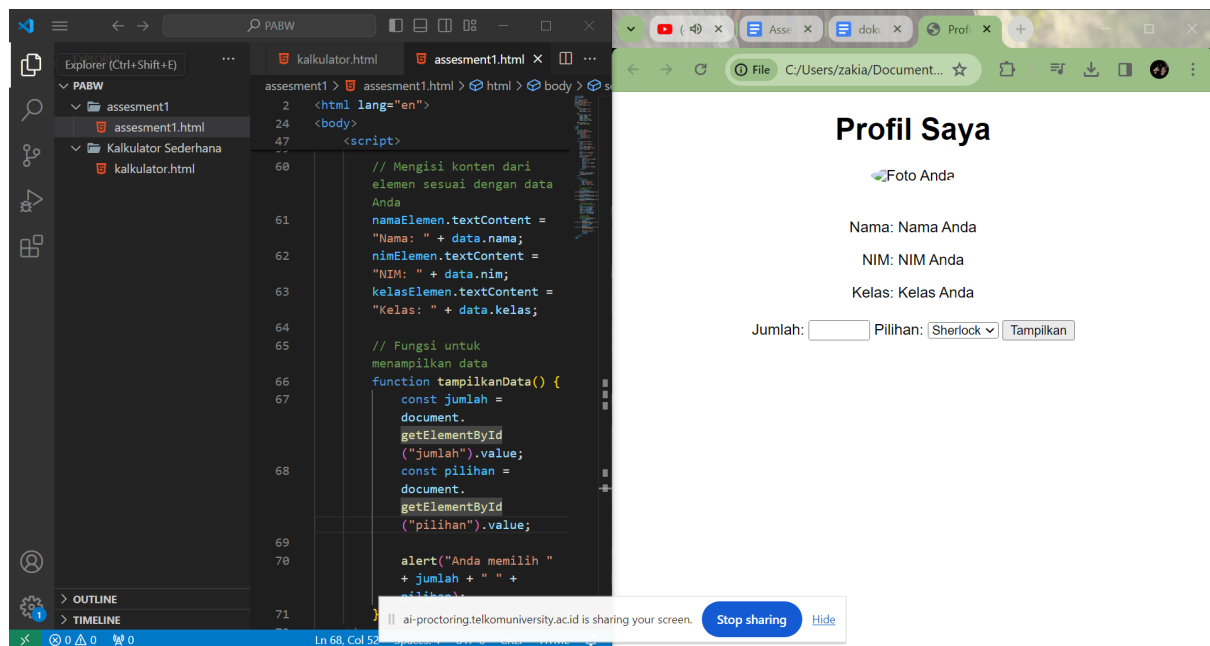 PABW
Explorer (Ctrl+Shift+E)
PABW
assesment1
assesment1.html
Kalkulator Sederhana
kalkulator.html
OUTLINE
TIMELINE
1
kalkulator.html
assesment1.html
assesment1 > assesment1.html > html > body >
2 <html lang="en">
24 <body>
47 <script>
60 // Mengisi konten dari
elemen sesuai dengan data
Anda
61 namaElemen.textContent =
"Nama: " + data.nama;
62 nimElemen.textContent =
"NIM: " + data.nim;
63 kelasElemen.textContent =
"Kelas: " + data.kelas;
64
65 // Fungsi untuk
menampilkan data
66 function tampilkanData() {
67 const jumlah =
document.
getElementById
("jumlah").value;
68 const pilihan =
document.
getElementById
("pilihan").value;
69
70 alert("Anda memilih "
+ jumlah + " " +
71 }
0 0 0
Ln 68, Col 52
Asse
Profi
File C:/Users/zakia/Document...
Profil Saya
Foto Anda
Nama: Nama Anda
NIM: NIM Anda
Kelas: Kelas Anda
Jumlah: Pilihan: Sherlock Tampilkan
ai-proctoring.telkomuniversity.ac.id is sharing your screen. Stop sharing Hide